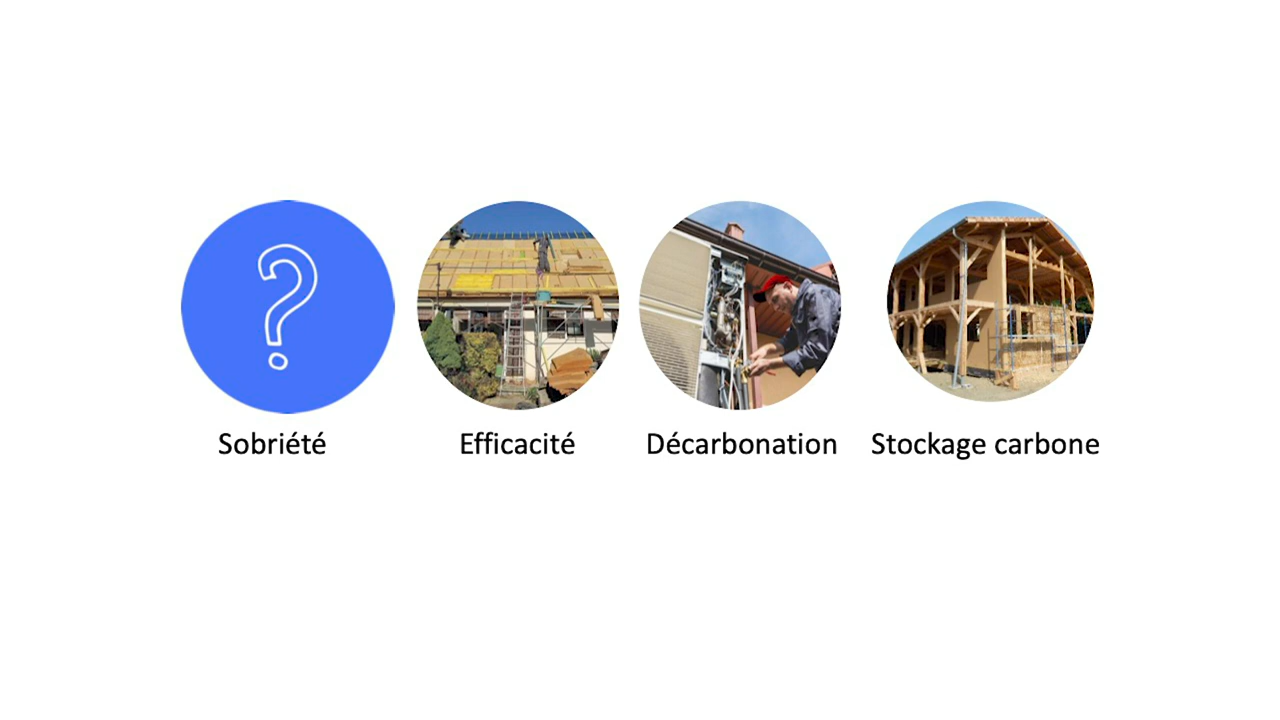 ?
Sobriété
Efficacité
Décarbonation
Stockage carbone